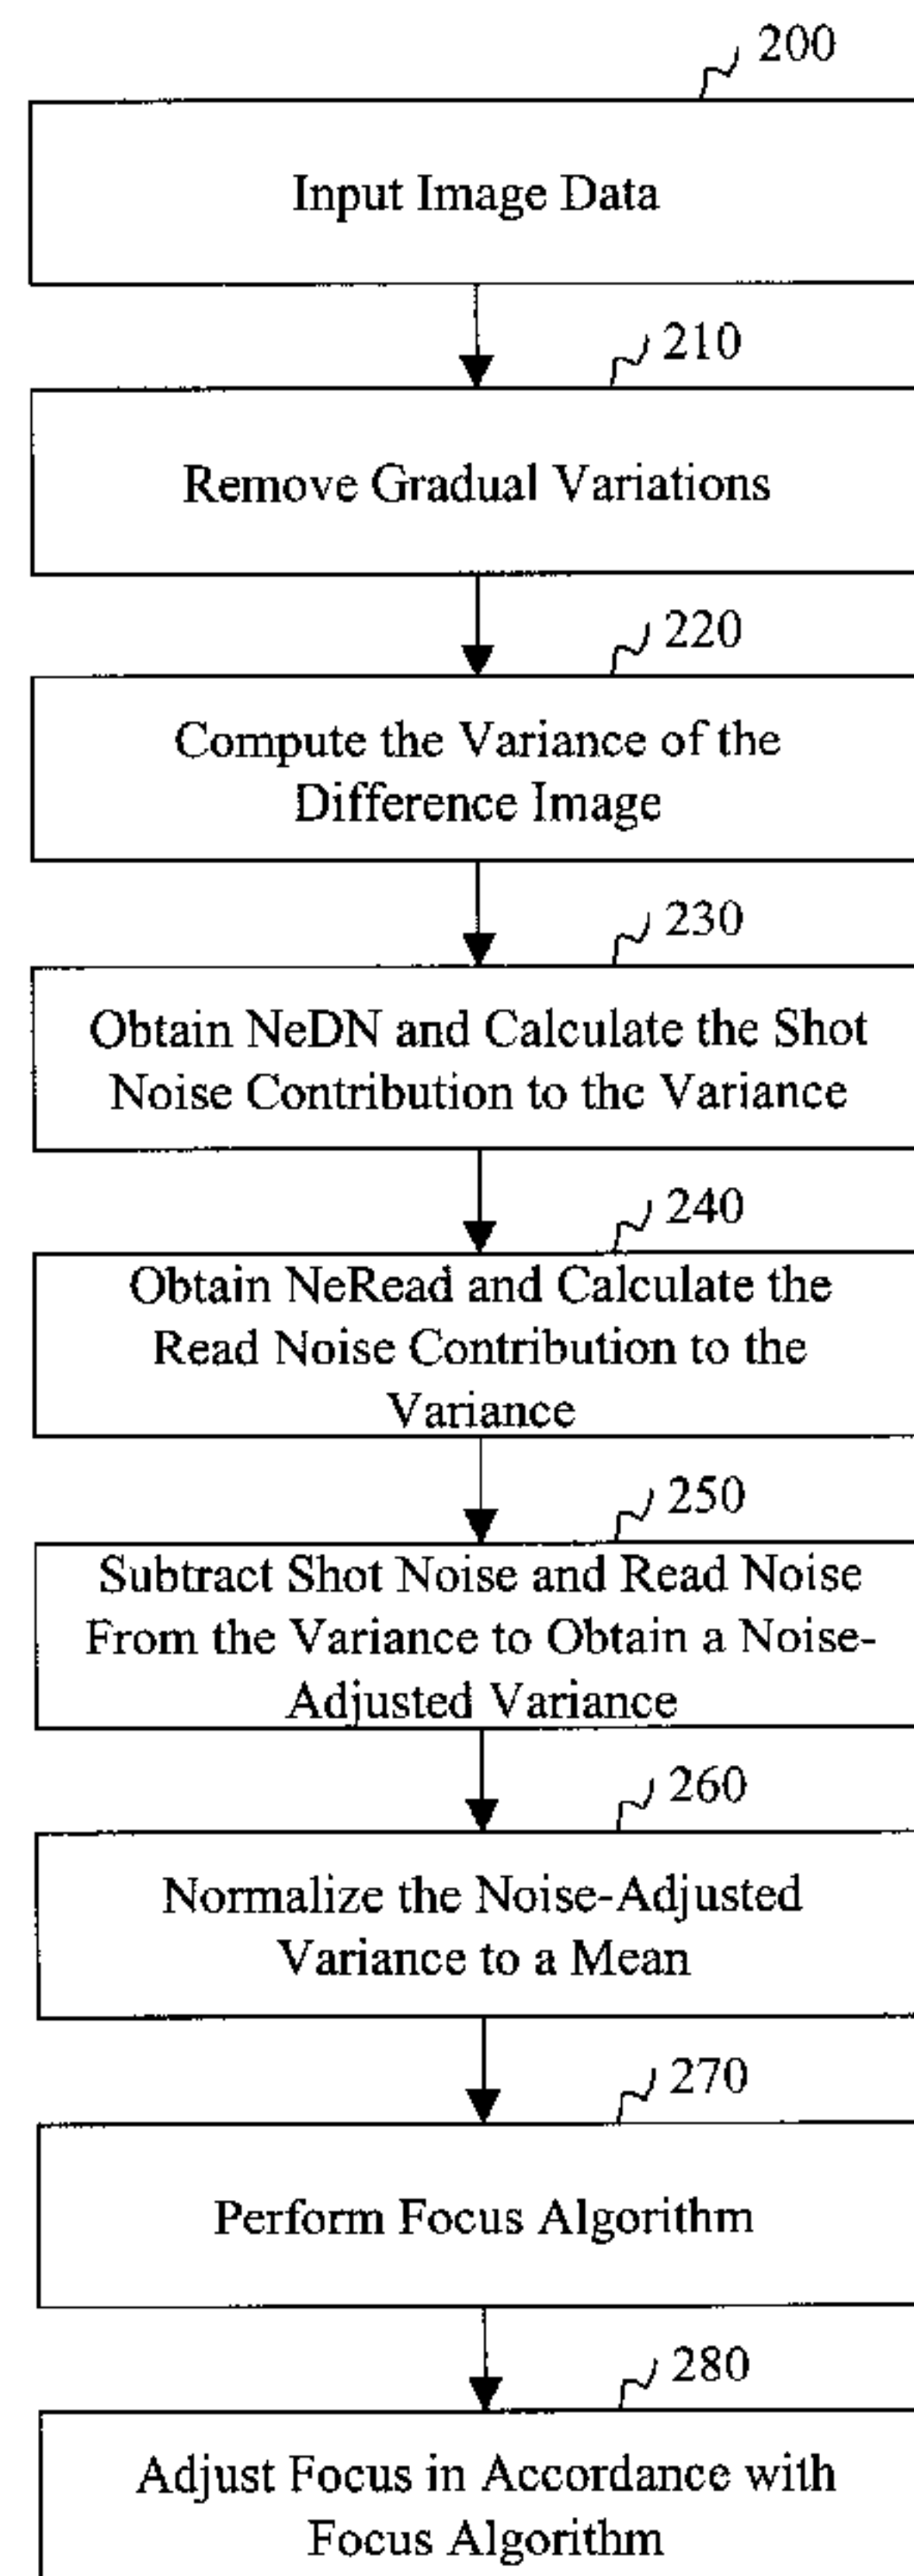 200
Input Image Data
210
Remove Gradual Variations
220
Compute the Variance of the
Difference Image
230
Obtain NeDN and Calculate the Shot
Noise Contribution to the Variance
240
Obtain NeRead and Calculate the
Read Noise Contribution to the
Variance
250
Subtract Shot Noise and Read Noise
From the Variance to Obtain a Noise-
Adjusted Variance
260
Normalize the Noise-Adjusted
Variance to a Mean
270
Perform Focus Algorithm
280
Adjust Focus in Accordance with
Focus Algorithm